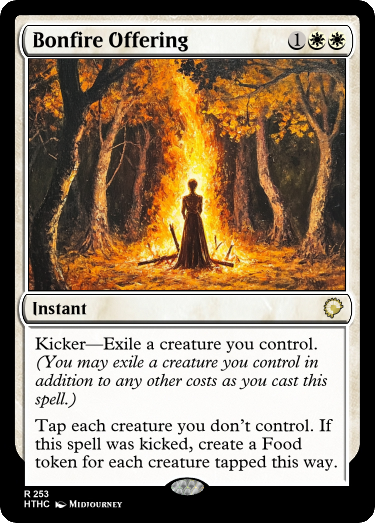 Bonfire Offering 1
Instant
Kicker—Exile a creature you control.
(You may exile a creature you control in
addition to any other costs as you cast this
spell.)
Tap each creature you don't control. If
this spell was kicked, create a Food
token for each creature tapped this way.
R 253
HTHC Midjourney